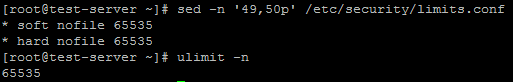 [root@test-server ~]# sed -n '49,50p' /etc/security/limits.conf
* soft nofile 65535
* hard nofile 65535
[root@test-server ~]# ulimit -n
65535